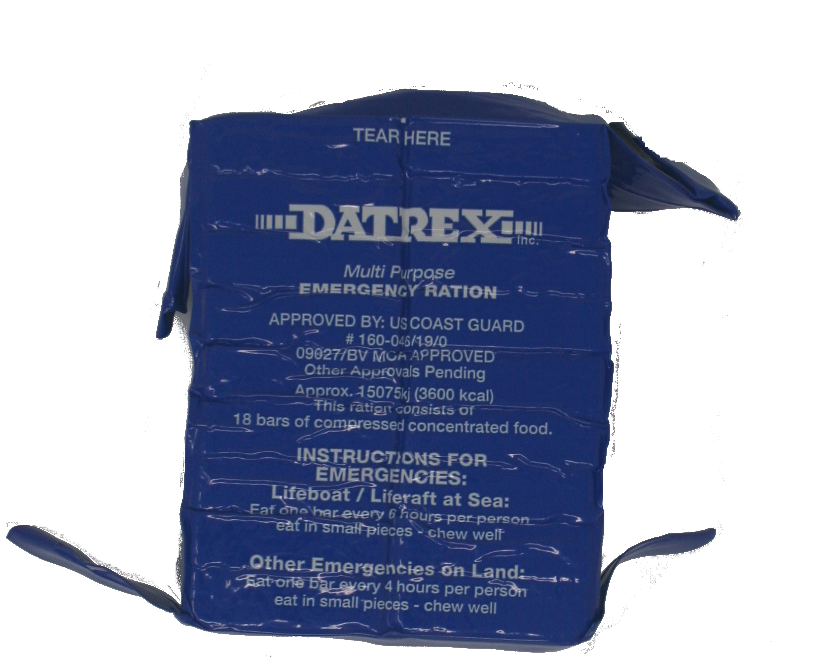 TEAR HERE
DATREX
inc.
Multi Purpose
EMERGENCY RATION
APPROVED BY: US COAST GUARD
# 160-046/19/0
09927/BV MCA APPROVED
Other Approvals Pending
Approx. 15075kj (3600 kcal)
This ration consists of
18 bars of compressed concentrated food.
INSTRUCTIONS FOR
EMERGENCIES:
Lifeboat / Liferaft at Sea:
Eat one bar every 6 hours per person
eat in small pieces - chew well
Other Emergencies on Land:
Eat one bar every 4 hours per person
eat in small pieces - chew well